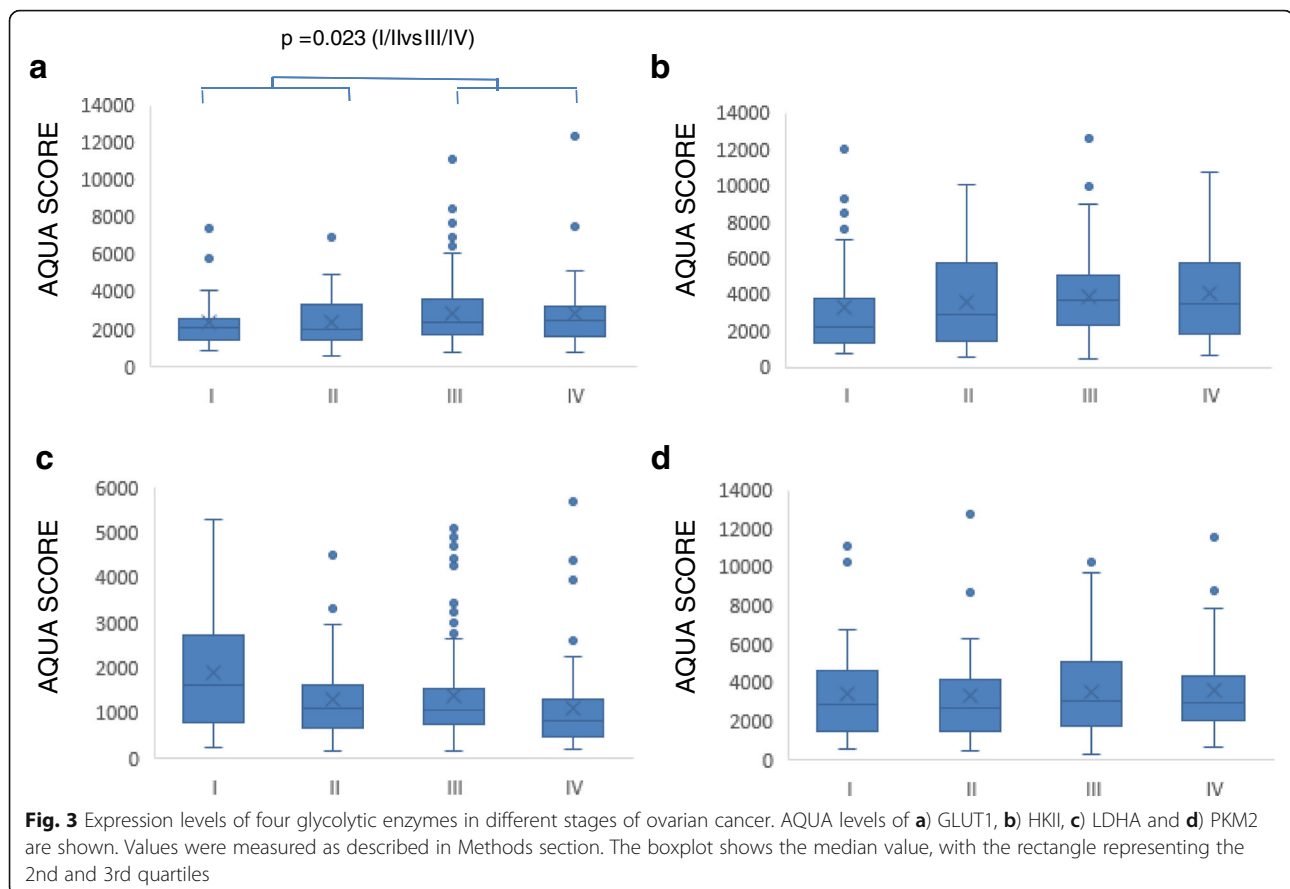 p =0.023 (I/IIvsIII/IV)
a
b
AQUA SCORE
14000
12000
10000
8000
6000
4000
2000
0
I II III IV
AQUA SCORE
14000
12000
10000
8000
6000
4000
2000
0
I II III IV
c
d
AQUA SCORE
6000
5000
4000
3000
2000
1000
0
I II III IV
AQUA SCORE
14000
12000
10000
8000
6000
4000
2000
0
I II III IV
Fig. 3 Expression levels of four glycolytic enzymes in different stages of ovarian cancer. AQUA levels of a) GLUT1, b) HKII, c) LDHA and d) PKM2
are shown. Values were measured as described in Methods section. The boxplot shows the median value, with the rectangle representing the
2nd and 3rd quartiles